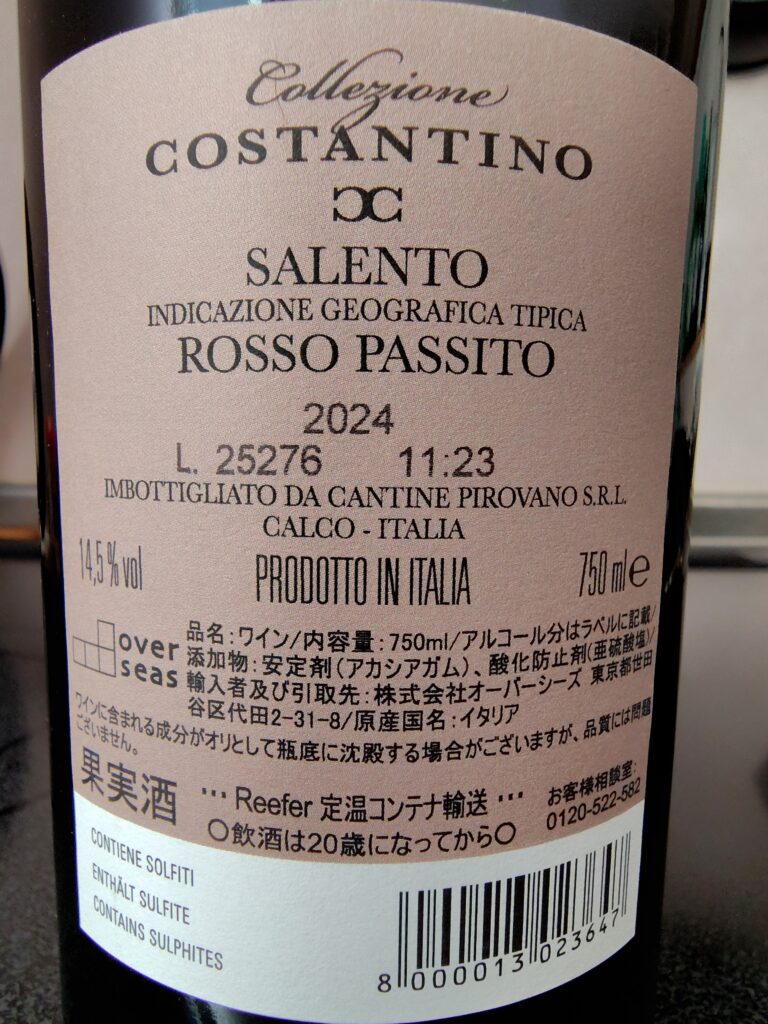 Collezione
COSTANTINO
SALENTO
INDICAZIONE GEOGRAFICA TIPICA
ROSSO PASSITO
2024
L. 25276 11:23
IMBOTTIGLIATO DA CANTINE PIROVANO S.R.L.
CALCO - ITALIA
14,5 % vol PRODOTTO IN ITALIA 750 ml e
over seas
品名:ワイン/内容量:750ml/アルコール分はラベルに記載/
添加物:安定剤(アカシアガム)、酸化防止剤(亜硫酸塩)/
輸入者及び引取先:株式会社オーバーシーズ 東京都世田
谷区代田2-31-8/原産国名:イタリア
ワインに含まれる成分がオリとして瓶底に沈殿する場合がございますが、品質には問題
ございません。
果実酒
… Reefer 定温コンテナ輸送 …
○飲酒は20歳になってから○
お客様相談室:
0120-522-582
CONTIENE SOLFITI
ENTHÄLT SULFITE
CONTAINS SULPHITES
8 000013 023647